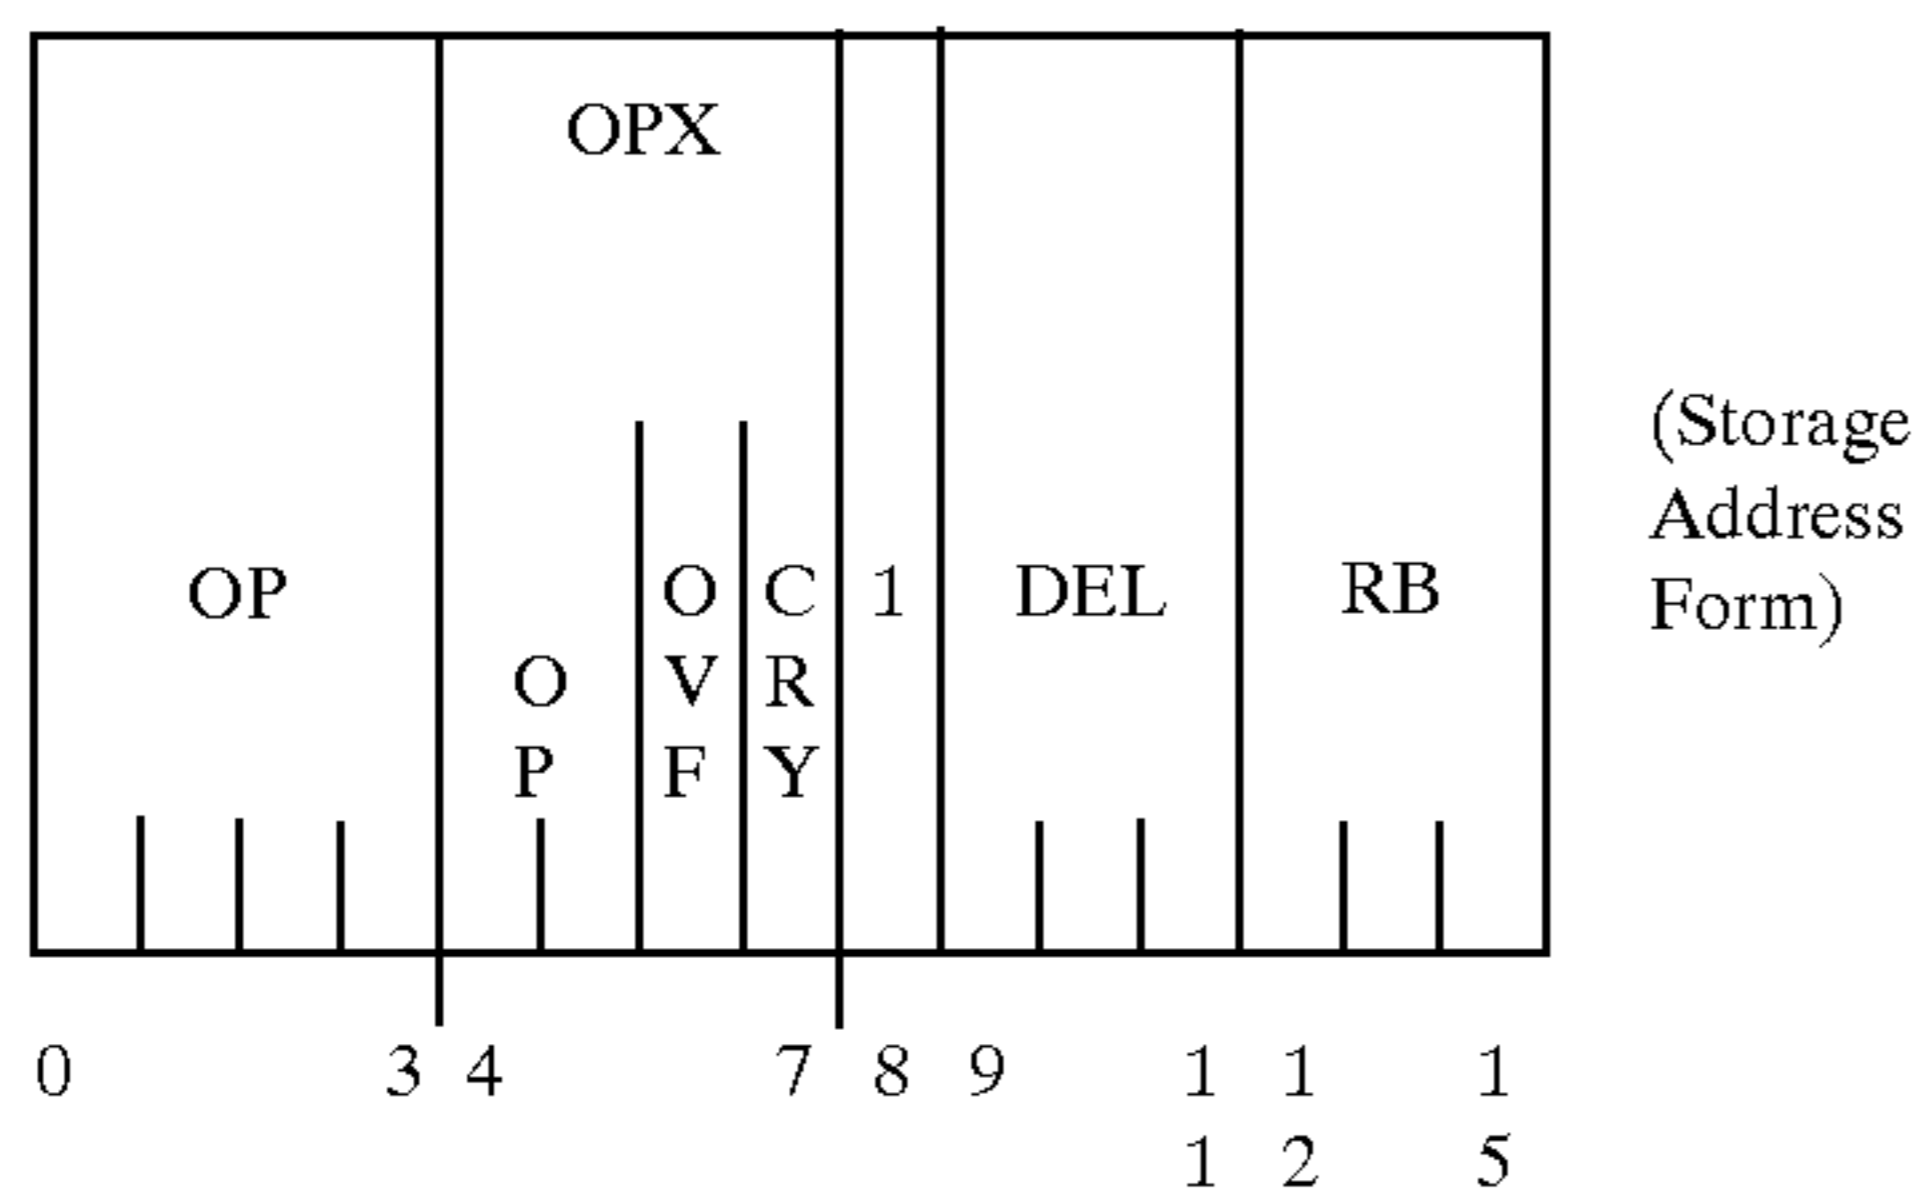 OPX
(Storage
Address
Form)
OP
O
P
O
V
F
C
R
Y
1
DEL
RB
0 3 4 7 8 9 1 1 1
1 2 5